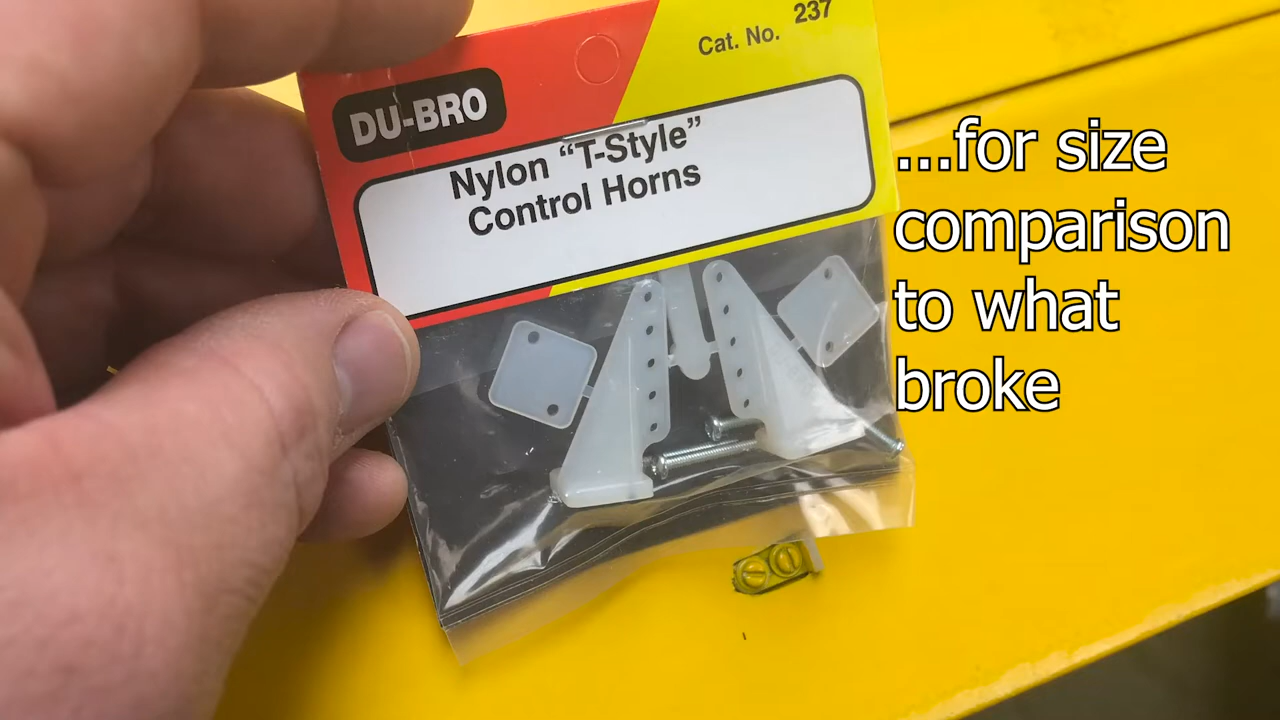 237
Cat. No.
DU-BRO
Nylon “T-Style”
Control Horns
...for size
comparison
to what
broke